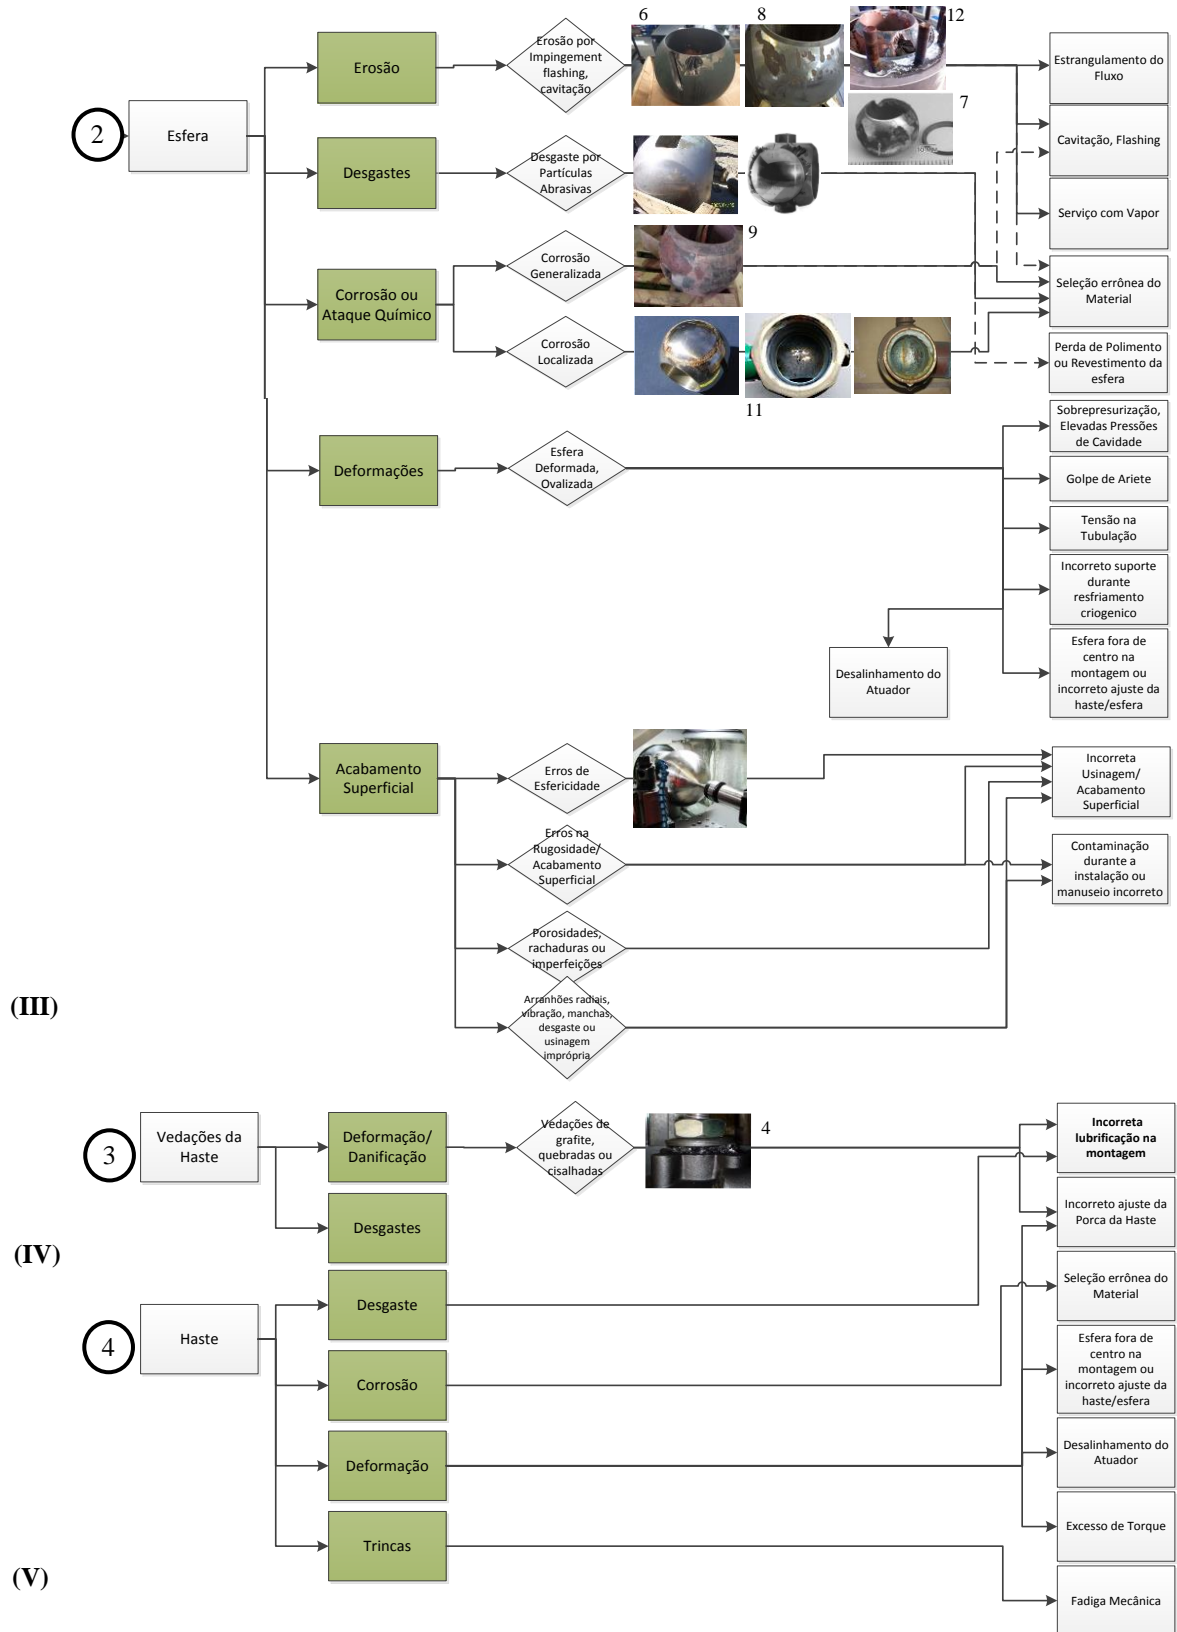 6
8
12
Erosão
Erosão por
Impingement
flashing,
cavitação
Estrangulamento do
Fluxo
2
Esfera
7
Cavitação, Flashing
Desgastes
Desgaste por
Partículas
Abrasivas
Serviço com Vapor
9
Corrosão ou
Ataque Químico
Corrosão
Generalizada
Seleção errônea do
Material
Corrosão
Localizada
11
Perda de Polimento
ou Revestimento da
esfera
Deformações
Esfera
Deformada,
Ovalizada
Sobrepresurização,
Elevadas Pressões
de Cavidade
Golpe de Ariete
Tensão na
Tubulação
Incorreto suporte
durante
resfriamento
criogenico
Desalinhamento do
Atuador
Esfera fora de
centro na
montagem ou
incorreto ajuste da
haste/esfera
Acabamento
Superficial
Erros de
Esfericidade
Incorreta
Usinagem/
Acabamento
Superficial
Erros na
Rugosidade/
Acabamento
Superficial
Contaminação
durante a
instalação ou
manuseio incorreto
Porosidades,
rachaduras ou
imperfeições
(III)
Arranhões radiais,
vibração, manchas,
desgaste ou
usinagem
imprópria
3
Vedações da
Haste
Deformação/
Danificação
Vedações de
grafite,
quebradas ou
cisalhadas
4
Incorreta
lubrificação na
montagem
Desgastes
Incorreto ajuste da
Porca da Haste
(IV)
4
Haste
Desgaste
Seleção errônea do
Material
Corrosão
Esfera fora de
centro na
montagem ou
incorreto ajuste da
haste/esfera
Deformação
Desalinhamento do
Atuador
Trincas
Excesso de Torque
(V)
Fadiga Mecânica